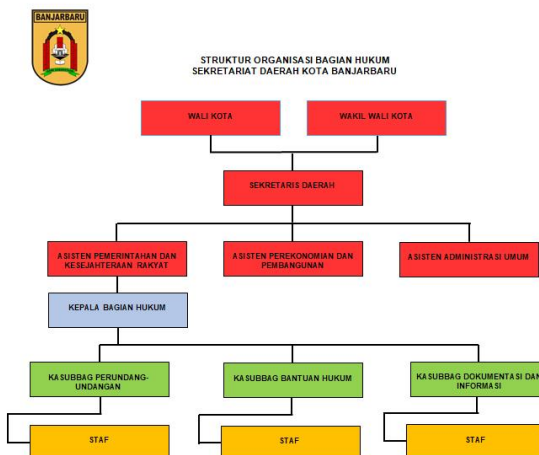 BANJARBARU
STRUKTUR ORGANISASI BAGIAN HUKUM
SEKRETARIAT DAERAH KOTA BANJARBARU
WALI KOTA
WAKIL WALI KOTA
SEKRETARIS DAERAH
ASISTEN PEMERINTAHAN DAN
KESEJAHTERAAN RAKYAT
ASISTEN PEREKONOMIAN DAN
PEMBANGUNAN
ASISTEN ADMINISTRASI UMUM
KEPALA BAGIAN HUKUM
KASUBBAG PERUNDANG-
UNDANGAN
KASUBBAG BANTUAN HUKUM
KASUBBAG DOKUMENTASI DAN
INFORMASI
STAF
STAF
STAF